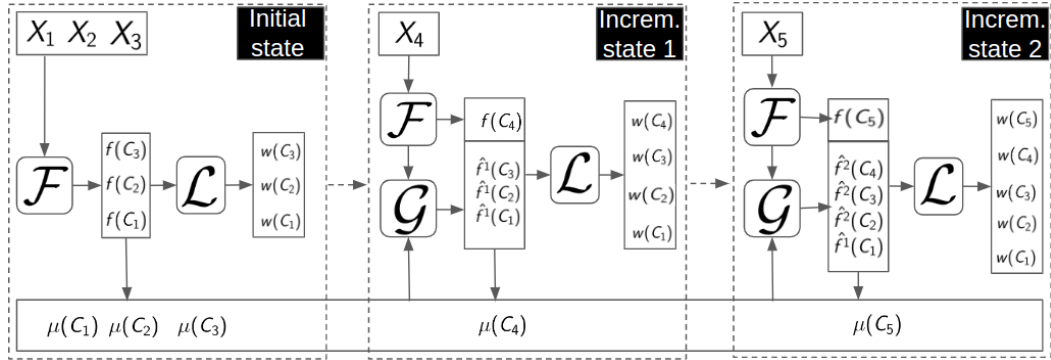 X₁ X₂ X₃
Initial
state
F
f(C₃)
f(C₂)
f(C₁)
L
w(C₃)
w(C₂)
w(C₁)
X₄
Increm.
state 1
F
f(C₄)
G
f̂¹(C₃)
f̂¹(C₂)
f̂¹(C₁)
L
w(C₄)
w(C₃)
w(C₂)
w(C₁)
X₅
Increm.
state 2
F
f(C₅)
G
f̂²(C₄)
f̂²(C₃)
f̂²(C₂)
f̂¹(C₁)
L
w(C₅)
w(C₄)
w(C₃)
w(C₂)
w(C₁)
μ(C₁) μ(C₂) μ(C₃) μ(C₄) μ(C₅)